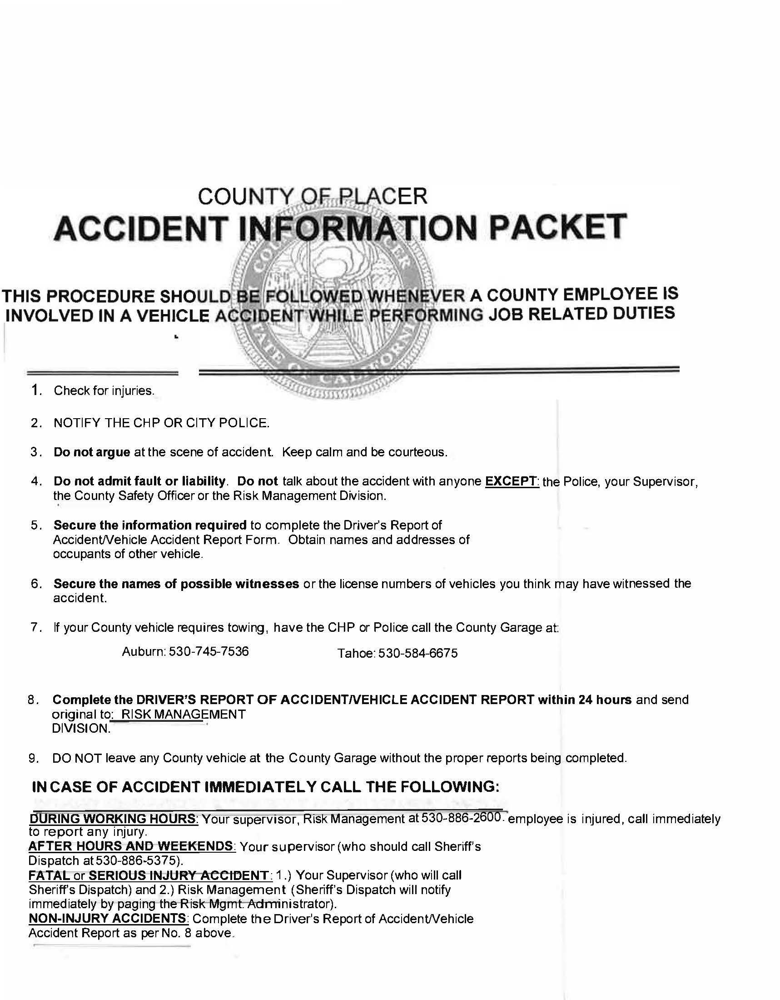 COUNTY OF PLACER
ACCIDENT INFORMATION PACKET
THIS PROCEDURE SHOULD BE FOLLOWED WHENEVER A COUNTY EMPLOYEE IS
INVOLVED IN A VEHICLE ACCIDENT WHILE PERFORMING JOB RELATED DUTIES
STATE OF CALIFORNIA
1. Check for injuries.
2. NOTIFY THE CHP OR CITY POLICE.
3. Do not argue at the scene of accident. Keep calm and be courteous.
4. Do not admit fault or liability. Do not talk about the accident with anyone EXCEPT: the Police, your Supervisor,
the County Safety Officer or the Risk Management Division.
5. Secure the information required to complete the Driver's Report of
Accident/Vehicle Accident Report Form. Obtain names and addresses of
occupants of other vehicle.
6. Secure the names of possible witnesses or the license numbers of vehicles you think may have witnessed the
accident.
7. If your County vehicle requires towing, have the CHP or Police call the County Garage at:
Auburn: 530-745-7536 Tahoe: 530-584-6675
8. Complete the DRIVER'S REPORT OF ACCIDENT/VEHICLE ACCIDENT REPORT within 24 hours and send
original to: RISK MANAGEMENT
DIVISION.
9. DO NOT leave any County vehicle at the County Garage without the proper reports being completed.
IN CASE OF ACCIDENT IMMEDIATELY CALL THE FOLLOWING:
DURING WORKING HOURS: Your supervisor, Risk Management at 530-886-2600. employee is injured, call immediately
to report any injury.
AFTER HOURS AND WEEKENDS: Your supervisor (who should call Sheriff's
Dispatch at 530-886-5375).
FATAL or SERIOUS INJURY ACCIDENT: 1.) Your Supervisor (who will call
Sheriff's Dispatch) and 2.) Risk Management (Sheriff's Dispatch will notify
immediately by paging the Risk Mgmt. Administrator).
NON-INJURY ACCIDENTS: Complete the Driver's Report of Accident/Vehicle
Accident Report as per No. 8 above.